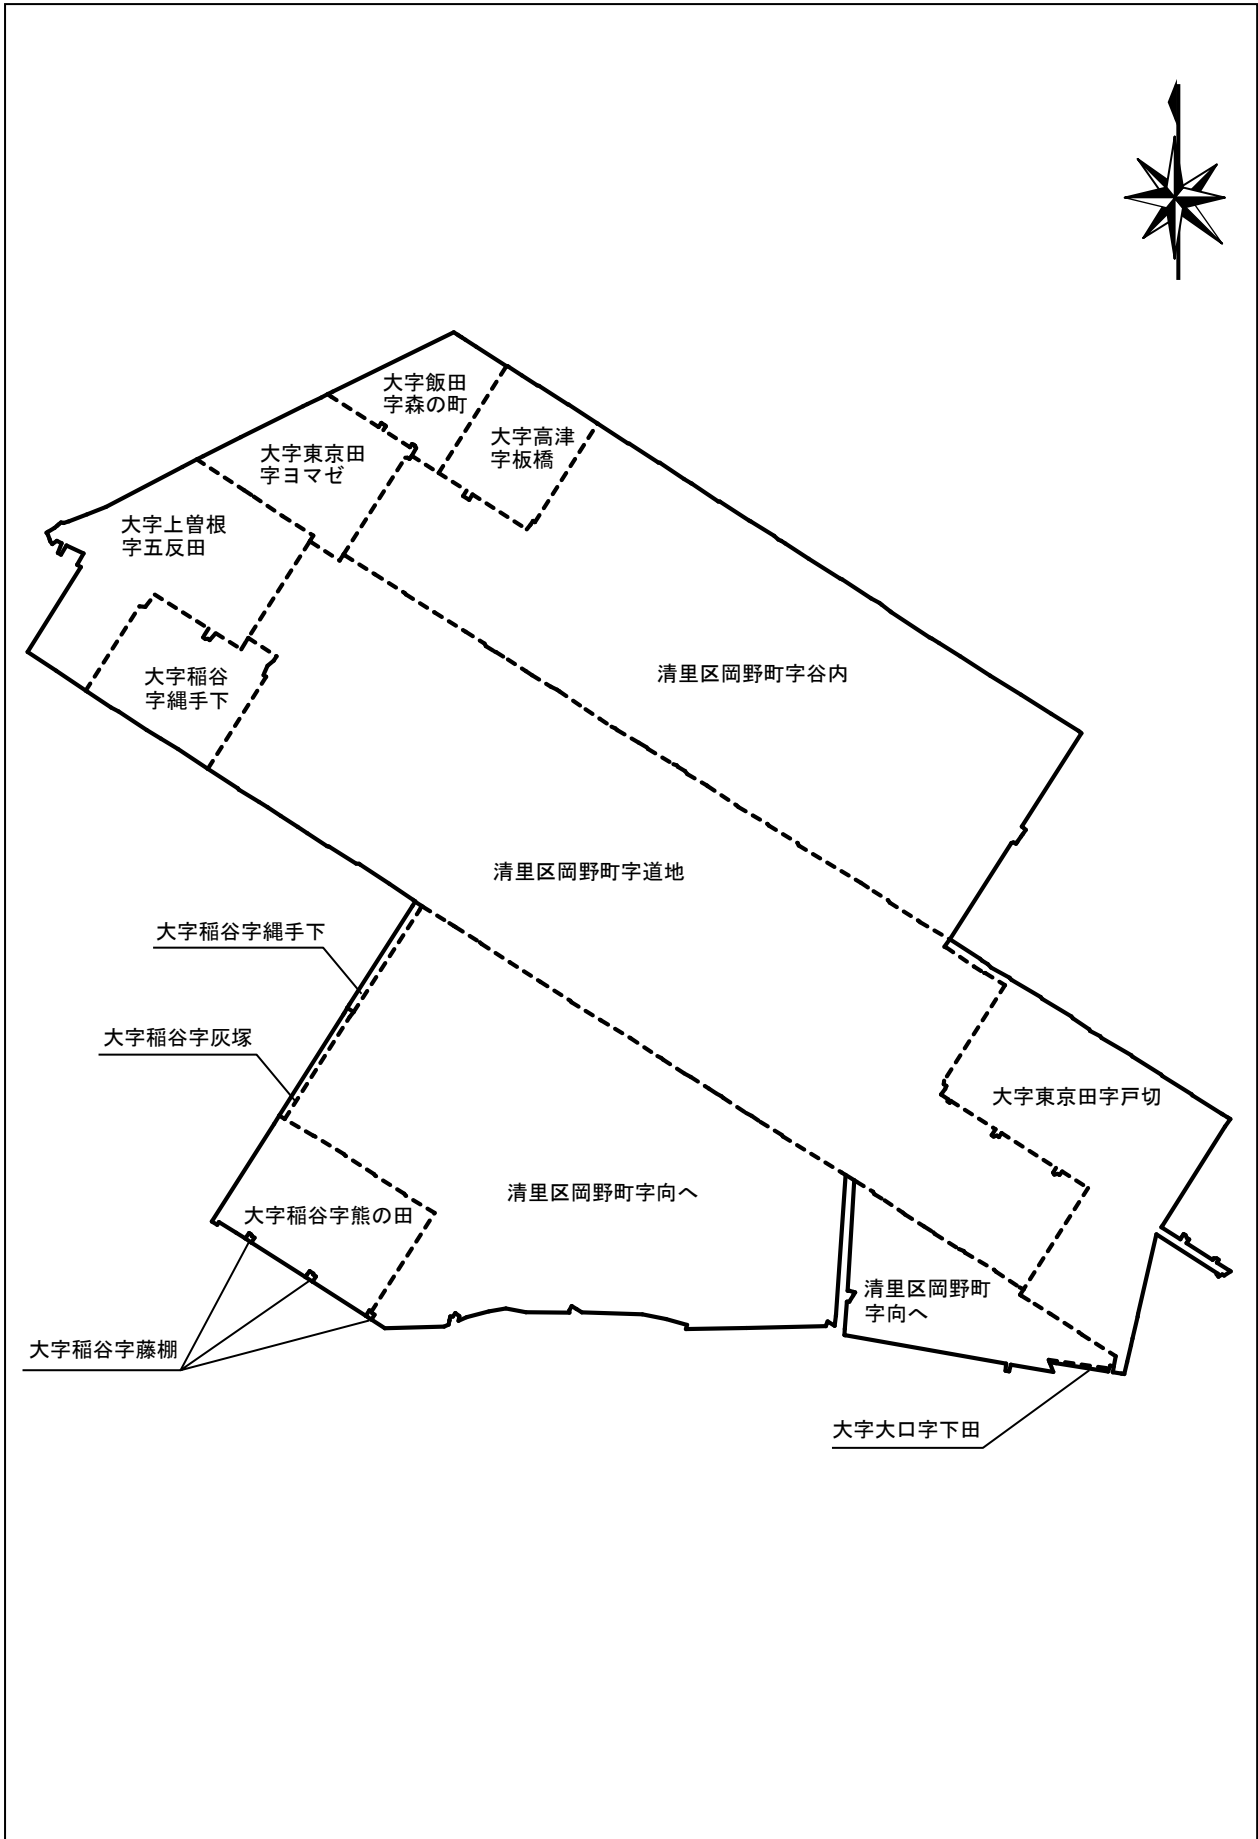 大字飯田
字森の町
大字高津
字板橋
大字東京田
字ヨマゼ
大字上曽根
字五反田
大字稲谷
字縄手下
清里区岡野町字谷内
清里区岡野町字道地
大字稲谷字縄手下
大字稲谷字灰塚
大字東京田字戸切
清里区岡野町字向へ
大字稲谷字熊の田
清里区岡野町
字向へ
大字稲谷字藤棚
大字大口字下田